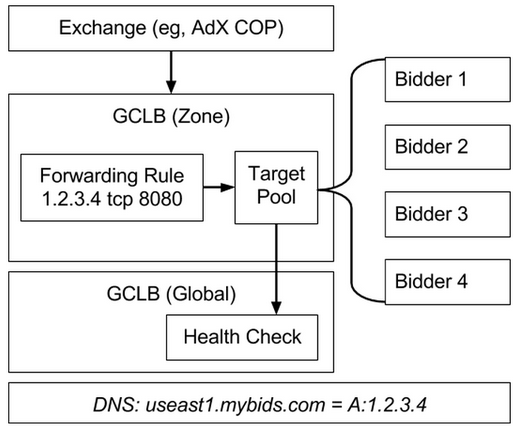 Exchange (eg, AdX COP)
GCLB (Zone)
Forwarding Rule
1.2.3.4 tcp 8080
Target
Pool
Bidder 1
Bidder 2
Bidder 3
Bidder 4
GCLB (Global)
Health Check
DNS: useast1.mybids.com = A:1.2.3.4